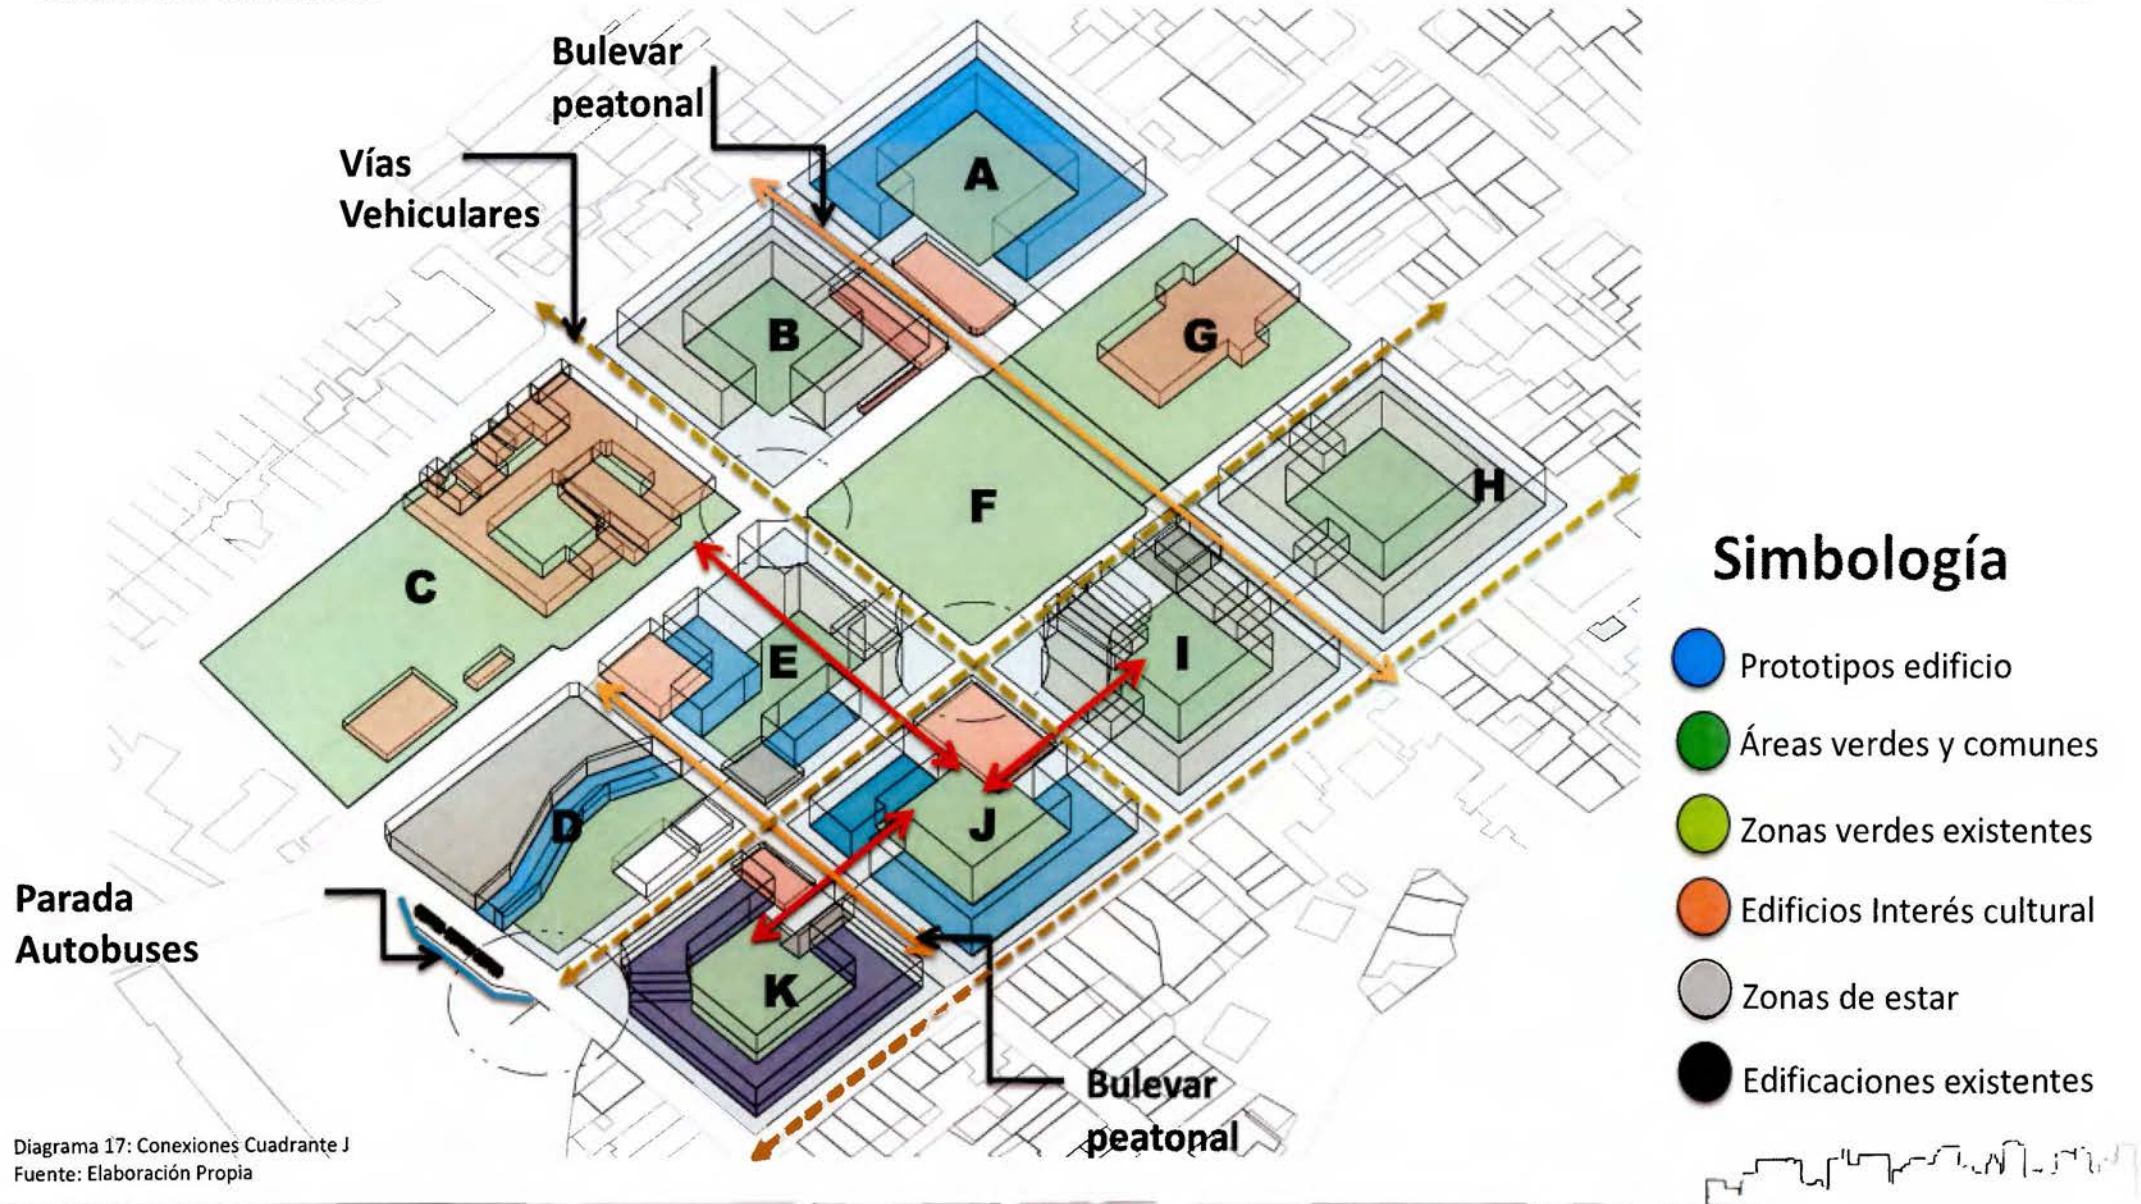 Bulevar
peatonal
Vías
Vehiculares
A
B
G
H
F
C
E
I
D
J
K
Parada
Autobuses
Bulevar
peatonal
Simbología
Prototipos edificio
Áreas verdes y comunes
Zonas verdes existentes
Edificios Interés cultural
Zonas de estar
Edificaciones existentes
Diagrama 17: Conexiones Cuadrante J
Fuente: Elaboración Propia